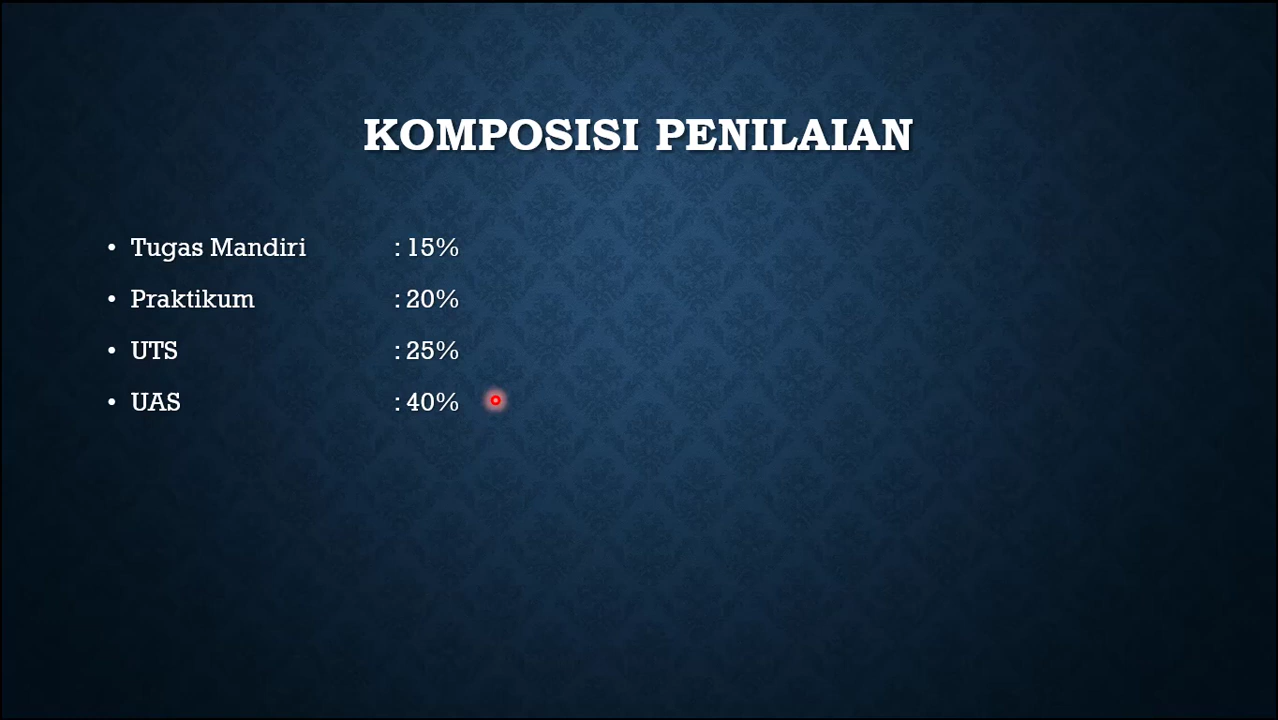 KOMPOSISI PENILAIAN
• Tugas Mandiri : 15%
• Praktikum : 20%
• UTS : 25%
• UAS : 40%